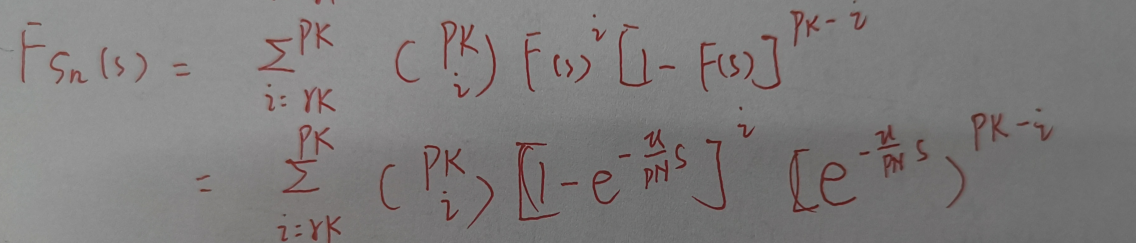 F_{S_n}(s) = \sum_{i=rK}^{PK} \binom{PK}{i} F(s)^i [1 - F(s)]^{PK-i}
= \sum_{i=rK}^{PK} \binom{PK}{i} [1 - e^{-\frac{u}{PN}s}]^i [e^{-\frac{u}{PN}s})^{PK-i}